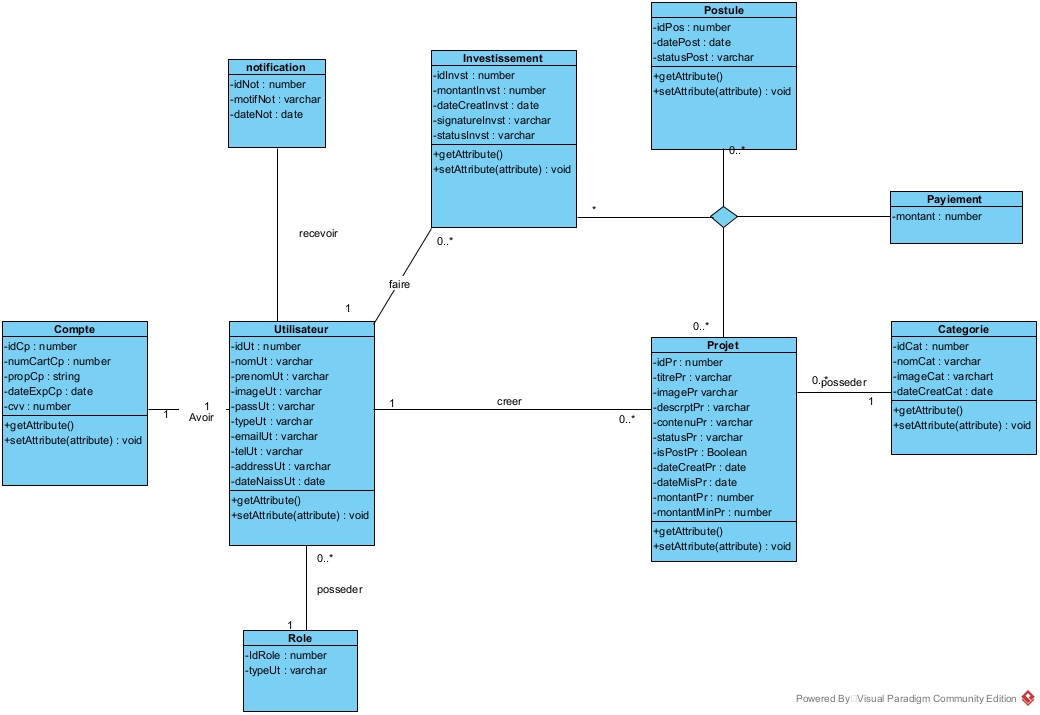 Postule
-idPos : number
-datePost : date
-statusPost : varchar
+getAttribute()
+setAttribute(attribute) : void
0..*
Investissement
-idInvst : number
-montantInvst : number
-dateCreatInvst : date
-signatureInvst : varchar
-statusInvst : varchar
+getAttribute()
+setAttribute(attribute) : void
0..*
*
notification
-idNot : number
-motifNot : varchar
-dateNot : date
recevoir
faire
1
Payiement
-montant : number
Compte
-idCp : number
-numCartCp : number
-propCp : string
-dateExpCp : date
-cvv : number
+getAttribute()
+setAttribute(attribute) : void
1
1
Avoir
Utilisateur
-idUt : number
-nomUt : varchar
-prenomUt : varchar
-imageUt : varchar
-passUt : varchar
-typeUt : varchar
-emailUt : varchar
-telUt : varchar
-addressUt : varchar
-dateNaissUt : date
+getAttribute()
+setAttribute(attribute) : void
1
creer
0..*
0..*
Projet
-idPr : number
-titrePr : varchar
-imagePr varchar
-descrptPr : varchar
-contenuPr : varchar
-statusPr : varchar
-isPostPr : Boolean
-dateCreatPr : date
-dateMisPr : date
-montantPr : number
-montantMinPr : number
+getAttribute()
+setAttribute(attribute) : void
0..*
posseder
1
Categorie
-idCat : number
-nomCat : varchar
-imageCat : varchart
-dateCreatCat : date
+getAttribute()
+setAttribute(attribute) : void
0..*
posseder
1
Role
-IdRole : number
-typeUt : varchar
Powered By Visual Paradigm Community Edition